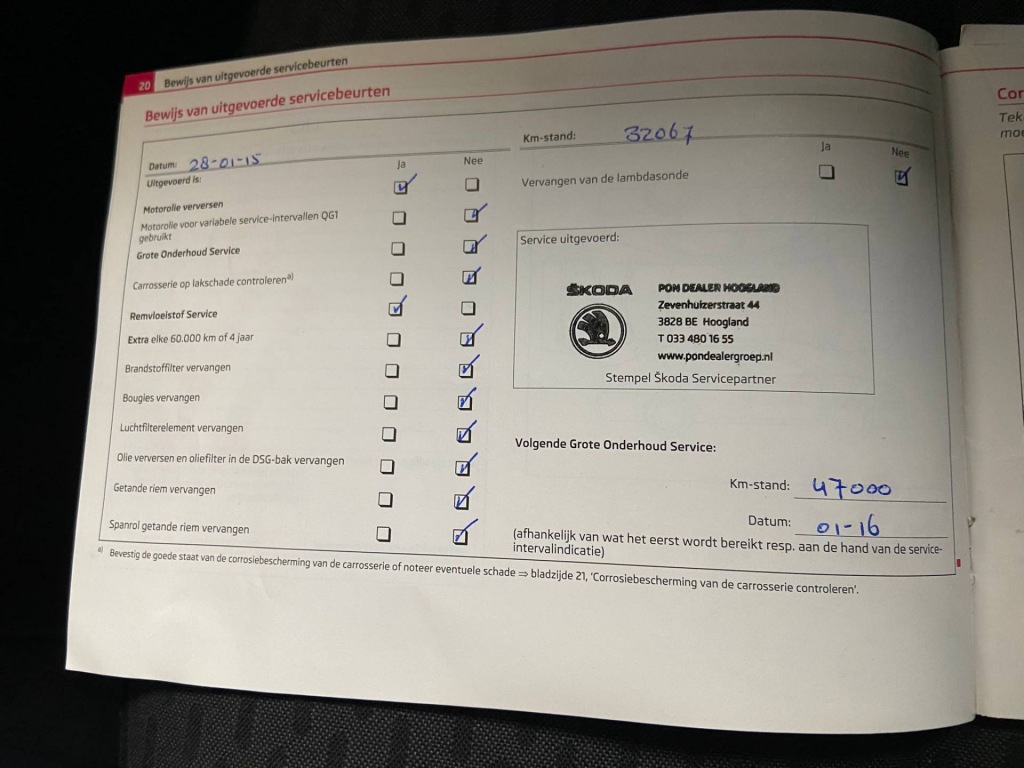 20 Bewijs van uitgevoerde servicebeurten
Bewijs van uitgevoerde servicebeurten
Datum: 28-01-15
Uitgevoerd is:
Ja
Nee
Motorolie verversen
Motorolie voor variabele service-intervallen QG1
gebruikt
Grote Onderhoud Service
Carrosserie op lakschade controleren a)
Remvloeistof Service
Extra elke 60.000 km of 4 jaar
Brandstoffilter vervangen
Bougies vervangen
Luchtfilterelement vervangen
Olie verversen en oliefilter in de DSG-bak vervangen
Getande riem vervangen
Spanrol getande riem vervangen
Km-stand: 32067
Ja
Nee
Vervangen van de lambdasonde
Service uitgevoerd:
ŠKODA
PON DEALER HOOGLAND
Zevenhuizerstraat 44
3828 BE Hoogland
T 033 480 16 55
www.pondealergroep.nl
Stempel Škoda Servicepartner
Volgende Grote Onderhoud Service:
Km-stand: 47000
Datum: 01-16
(afhankelijk van wat het eerst wordt bereikt resp. aan de hand van de service-
intervalindicatie)
a) Bevestig de goede staat van de corrosiebescherming van de carrosserie of noteer eventuele schade ⇒ bladzijde 21, 'Corrosiebescherming van de carrosserie controleren'.